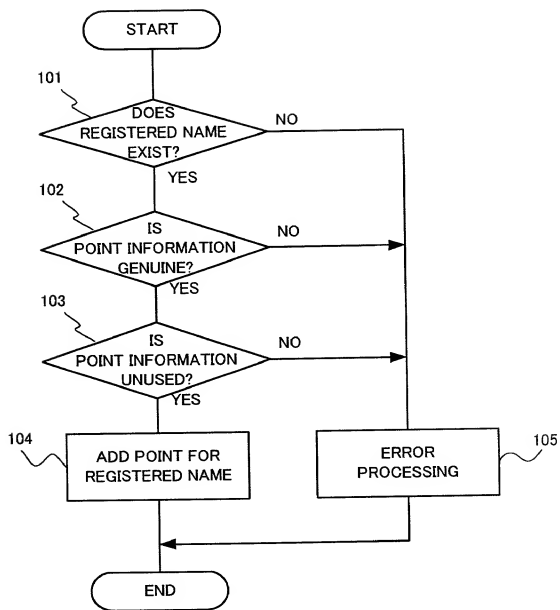 START
101
DOES
REGISTERED NAME
EXIST?
NO
YES
102
IS
POINT INFORMATION
GENUINE?
NO
YES
103
IS
POINT INFORMATION
UNUSED?
NO
YES
104
ADD POINT FOR
REGISTERED NAME
ERROR
PROCESSING
105
END